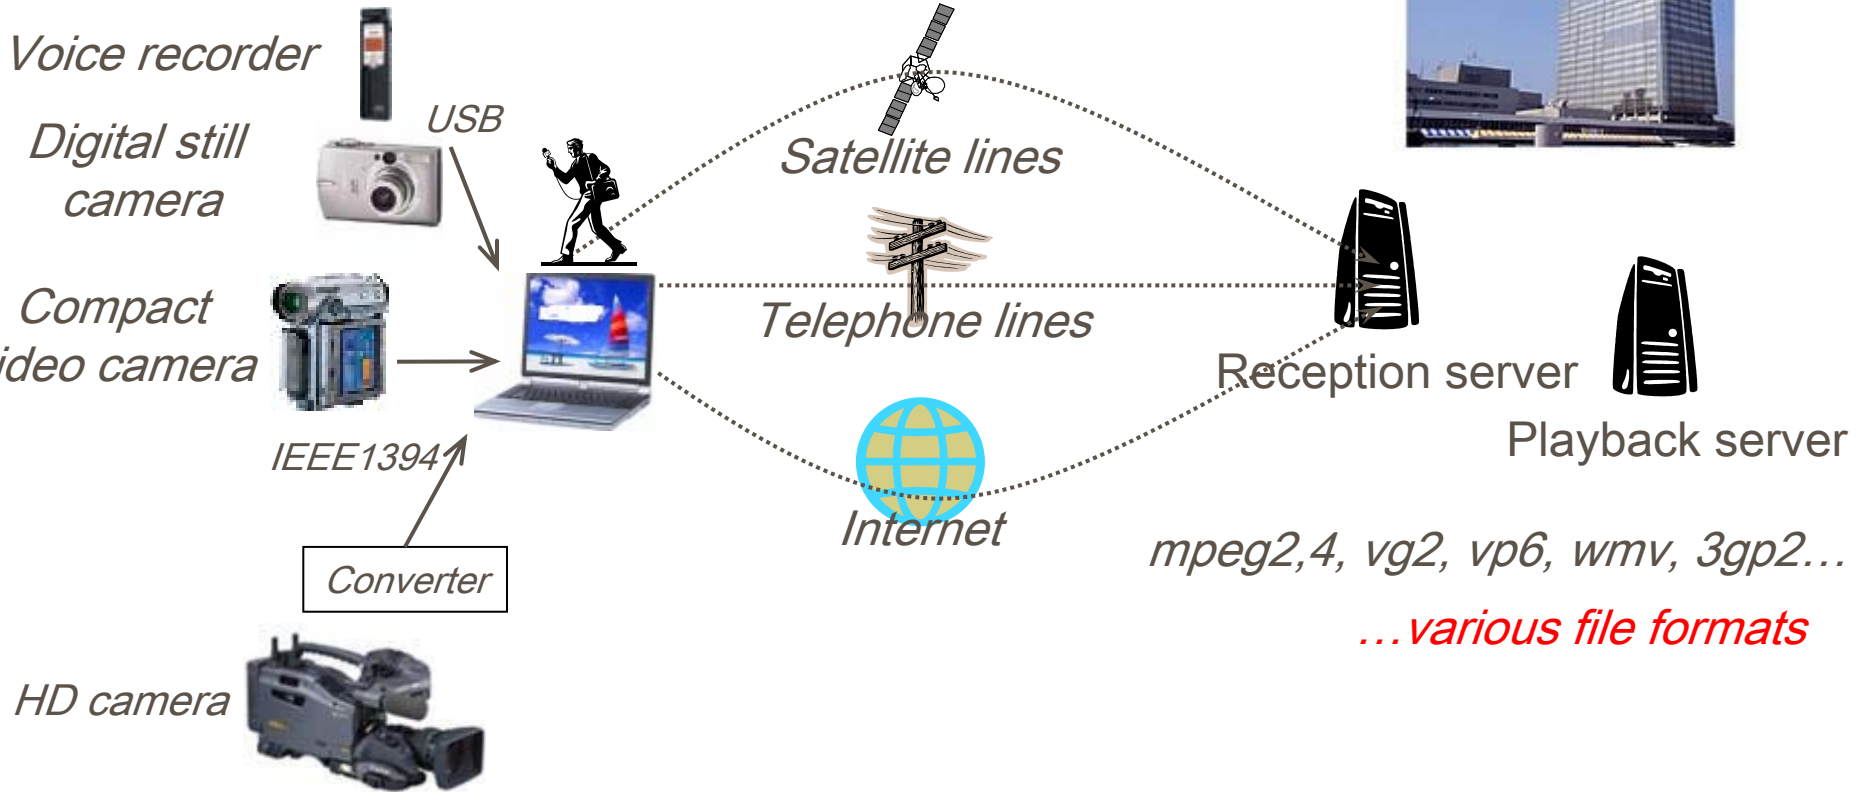 Voice recorder
USB
Digital still
camera
Satellite lines
Compact
ideo camera
Telephone lines
Reception server
Playback server
IEEE1394
Internet
Converter
mpeg2,4, vg2, vp6, wmv, 3gp2…
…various file formats
HD camera